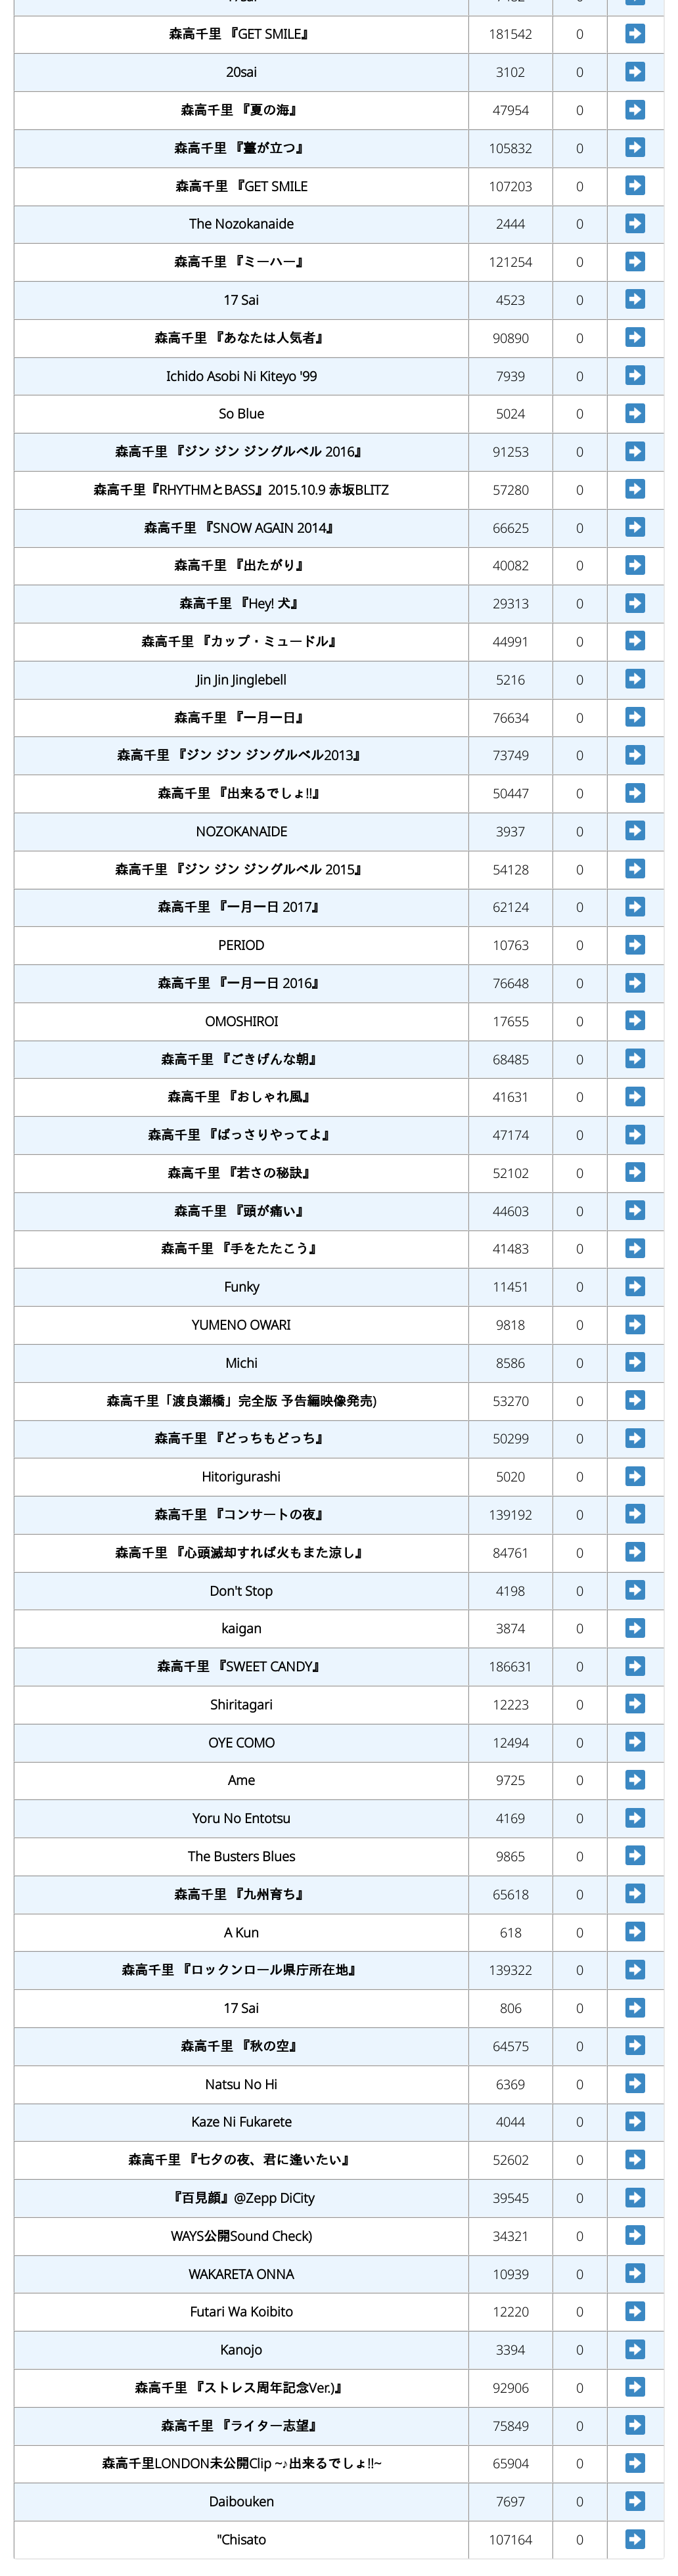 森高千里 『GET SMILE』 181542 0
20sai 3102 0
森高千里 『夏の海』 47954 0
森高千里 『薹が立つ』 105832 0
森高千里 『GET SMILE 107203 0
The Nozokanaide 2444 0
森高千里 『ミーハー』 121254 0
17 Sai 4523 0
森高千里 『あなたは人気者』 90890 0
Ichido Asobi Ni Kiteyo '99 7939 0
So Blue 5024 0
森高千里 『ジン ジン ジングルベル 2016』 91253 0
森高千里『RHYTHMとBASS』2015.10.9 赤坂BLITZ 57280 0
森高千里 『SNOW AGAIN 2014』 66625 0
森高千里 『出たがり』 40082 0
森高千里 『Hey! 犬』 29313 0
森高千里 『カップ・ミュードル』 44991 0
Jin Jin Jinglebell 5216 0
森高千里 『一月一日』 76634 0
森高千里 『ジン ジン ジングルベル2013』 73749 0
森高千里 『出来るでしょ!!』 50447 0
NOZOKANAIDE 3937 0
森高千里 『ジン ジン ジングルベル 2015』 54128 0
森高千里 『一月一日 2017』 62124 0
PERIOD 10763 0
森高千里 『一月一日 2016』 76648 0
OMOSHIROI 17655 0
森高千里 『ごきげんな朝』 68485 0
森高千里 『おしゃれ風』 41631 0
森高千里 『ばっさりやってよ』 47174 0
森高千里 『若さの秘訣』 52102 0
森高千里 『頭が痛い』 44603 0
森高千里 『手をたたこう』 41483 0
Funky 11451 0
YUMENO OWARI 9818 0
Michi 8586 0
森高千里「渡良瀬橋」完全版 予告編映像発売) 53270 0
森高千里 『どっちもどっち』 50299 0
Hitorigurashi 5020 0
森高千里 『コンサートの夜』 139192 0
森高千里 『心頭滅却すれば火もまた涼し』 84761 0
Don't Stop 4198 0
kaigan 3874 0
森高千里 『SWEET CANDY』 186631 0
Shiritagari 12223 0
OYE COMO 12494 0
Ame 9725 0
Yoru No Entotsu 4169 0
The Busters Blues 9865 0
森高千里 『九州育ち』 65618 0
A Kun 618 0
森高千里 『ロックンロール県庁所在地』 139322 0
17 Sai 806 0
森高千里 『秋の空』 64575 0
Natsu No Hi 6369 0
Kaze Ni Fukarete 4044 0
森高千里 『七夕の夜、君に逢いたい』 52602 0
『百見顔』@Zepp DiCity 39545 0
WAYS公開Sound Check) 34321 0
WAKARETA ONNA 10939 0
Futari Wa Koibito 12220 0
Kanojo 3394 0
森高千里 『ストレス周年記念Ver.)』 92906 0
森高千里 『ライター志望』 75849 0
森高千里LONDON未公開Clip ~♪出来るでしょ!!~ 65904 0
Daibouken 7697 0
"Chisato 107164 0